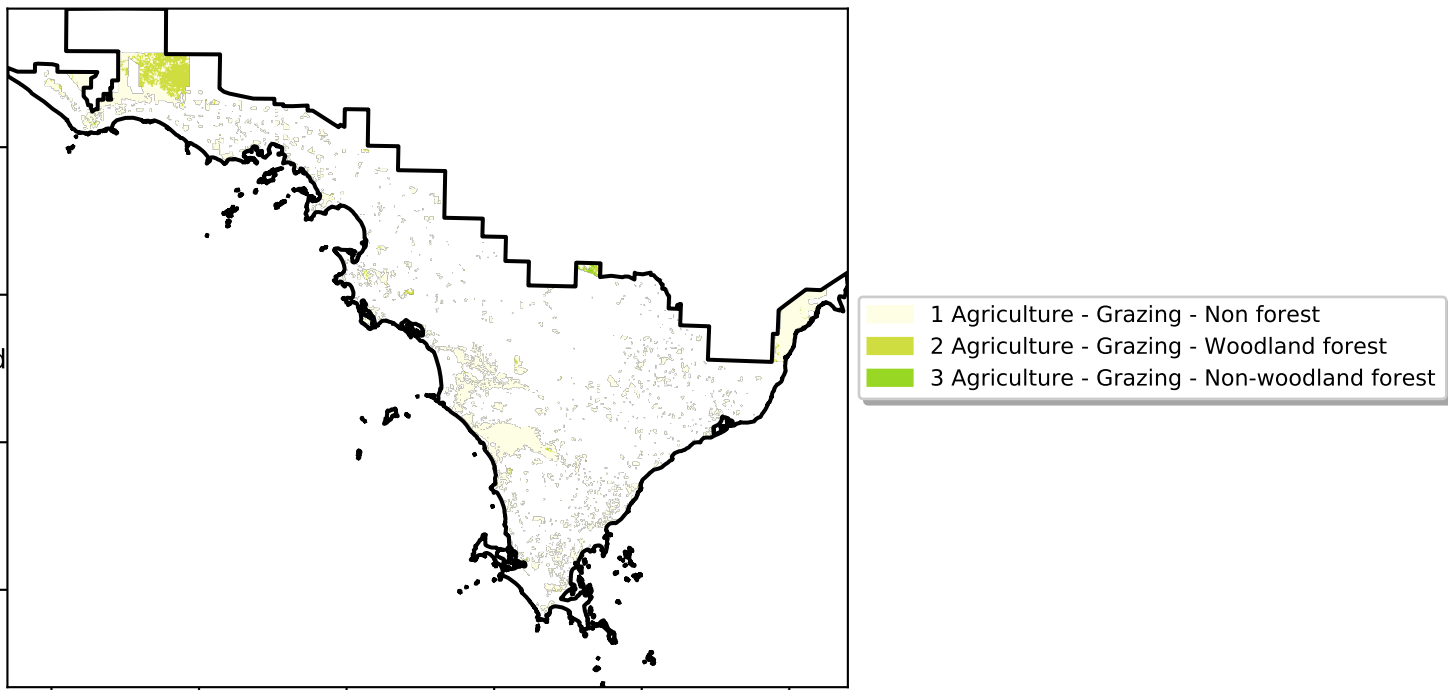 1 Agriculture - Grazing - Non forest
2 Agriculture - Grazing - Woodland forest
3 Agriculture - Grazing - Non-woodland forest